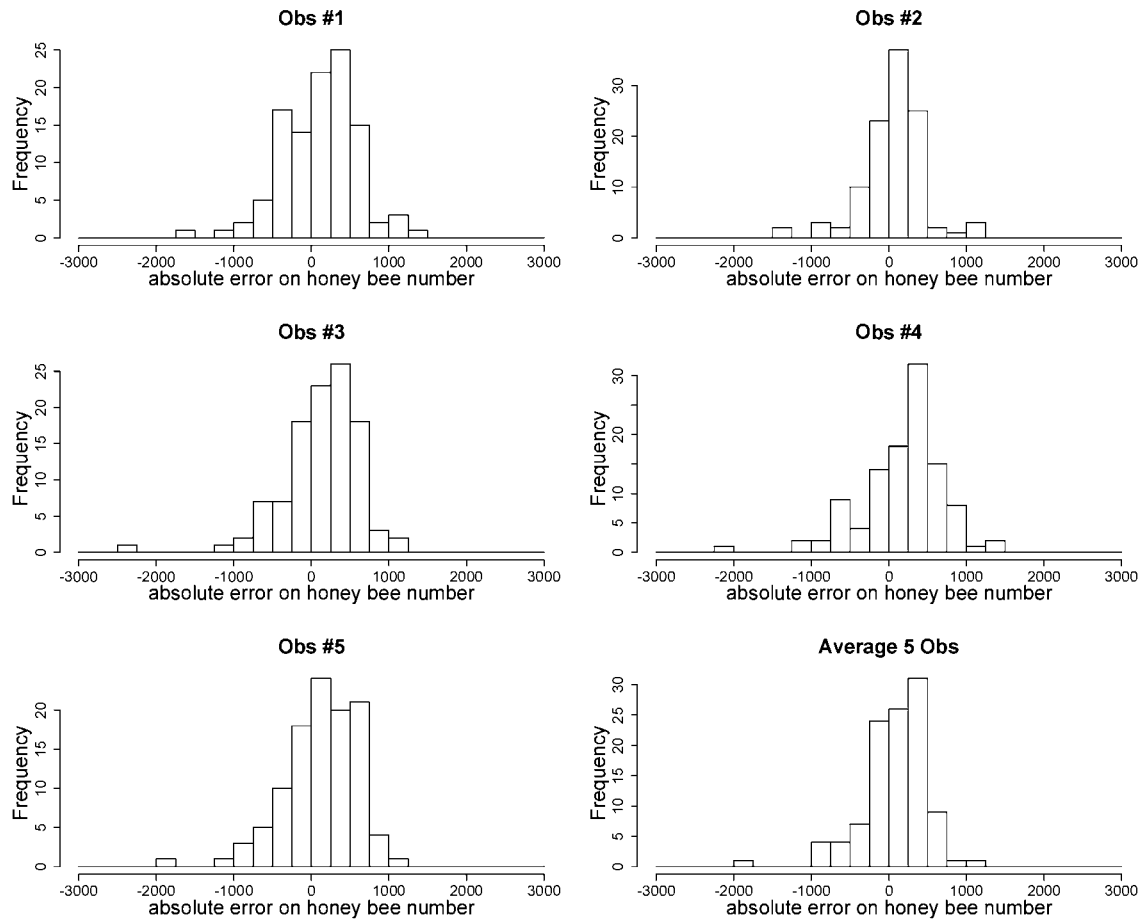 Obs #1
Frequency
0 5 10 15 20 25
-3000 -2000 -1000 0 1000 2000 3000
absolute error on honey bee number
Obs #2
Frequency
0 10 20 30
-3000 -2000 -1000 0 1000 2000 3000
absolute error on honey bee number
Obs #3
Frequency
0 5 10 15 20 25
-3000 -2000 -1000 0 1000 2000 3000
absolute error on honey bee number
Obs #4
Frequency
0 5 10 20 30
-3000 -2000 -1000 0 1000 2000 3000
absolute error on honey bee number
Obs #5
Frequency
0 5 10 15 20
-3000 -2000 -1000 0 1000 2000 3000
absolute error on honey bee number
Average 5 Obs
Frequency
0 5 10 15 20 25 30
-3000 -2000 -1000 0 1000 2000 3000
absolute error on honey bee number